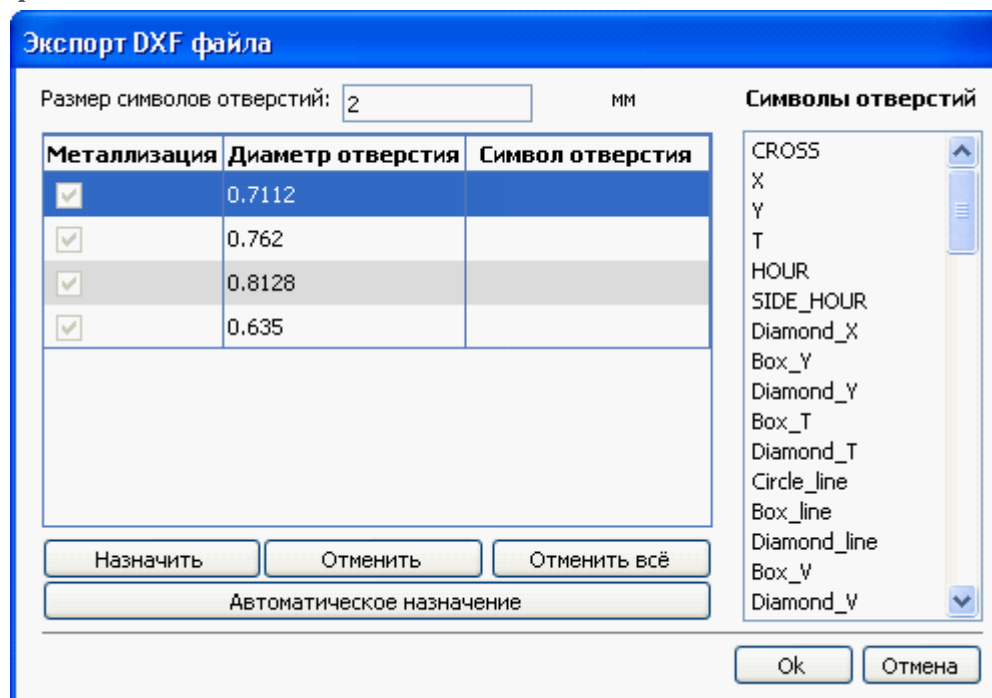 Экспорт DXF файла
Размер символов отверстий: 2 мм
Символы отверстий
Металлизация Диаметр отверстия Символ отверстия
0.7112
0.762
0.8128
0.635
CROSS
X
Y
T
HOUR
SIDE_HOUR
Diamond_X
Box_Y
Diamond_Y
Box_T
Diamond_T
Circle_line
Box_line
Diamond_line
Box_V
Diamond_V
Назначить Отменить Отменить всё
Автоматическое назначение
Ok Отмена